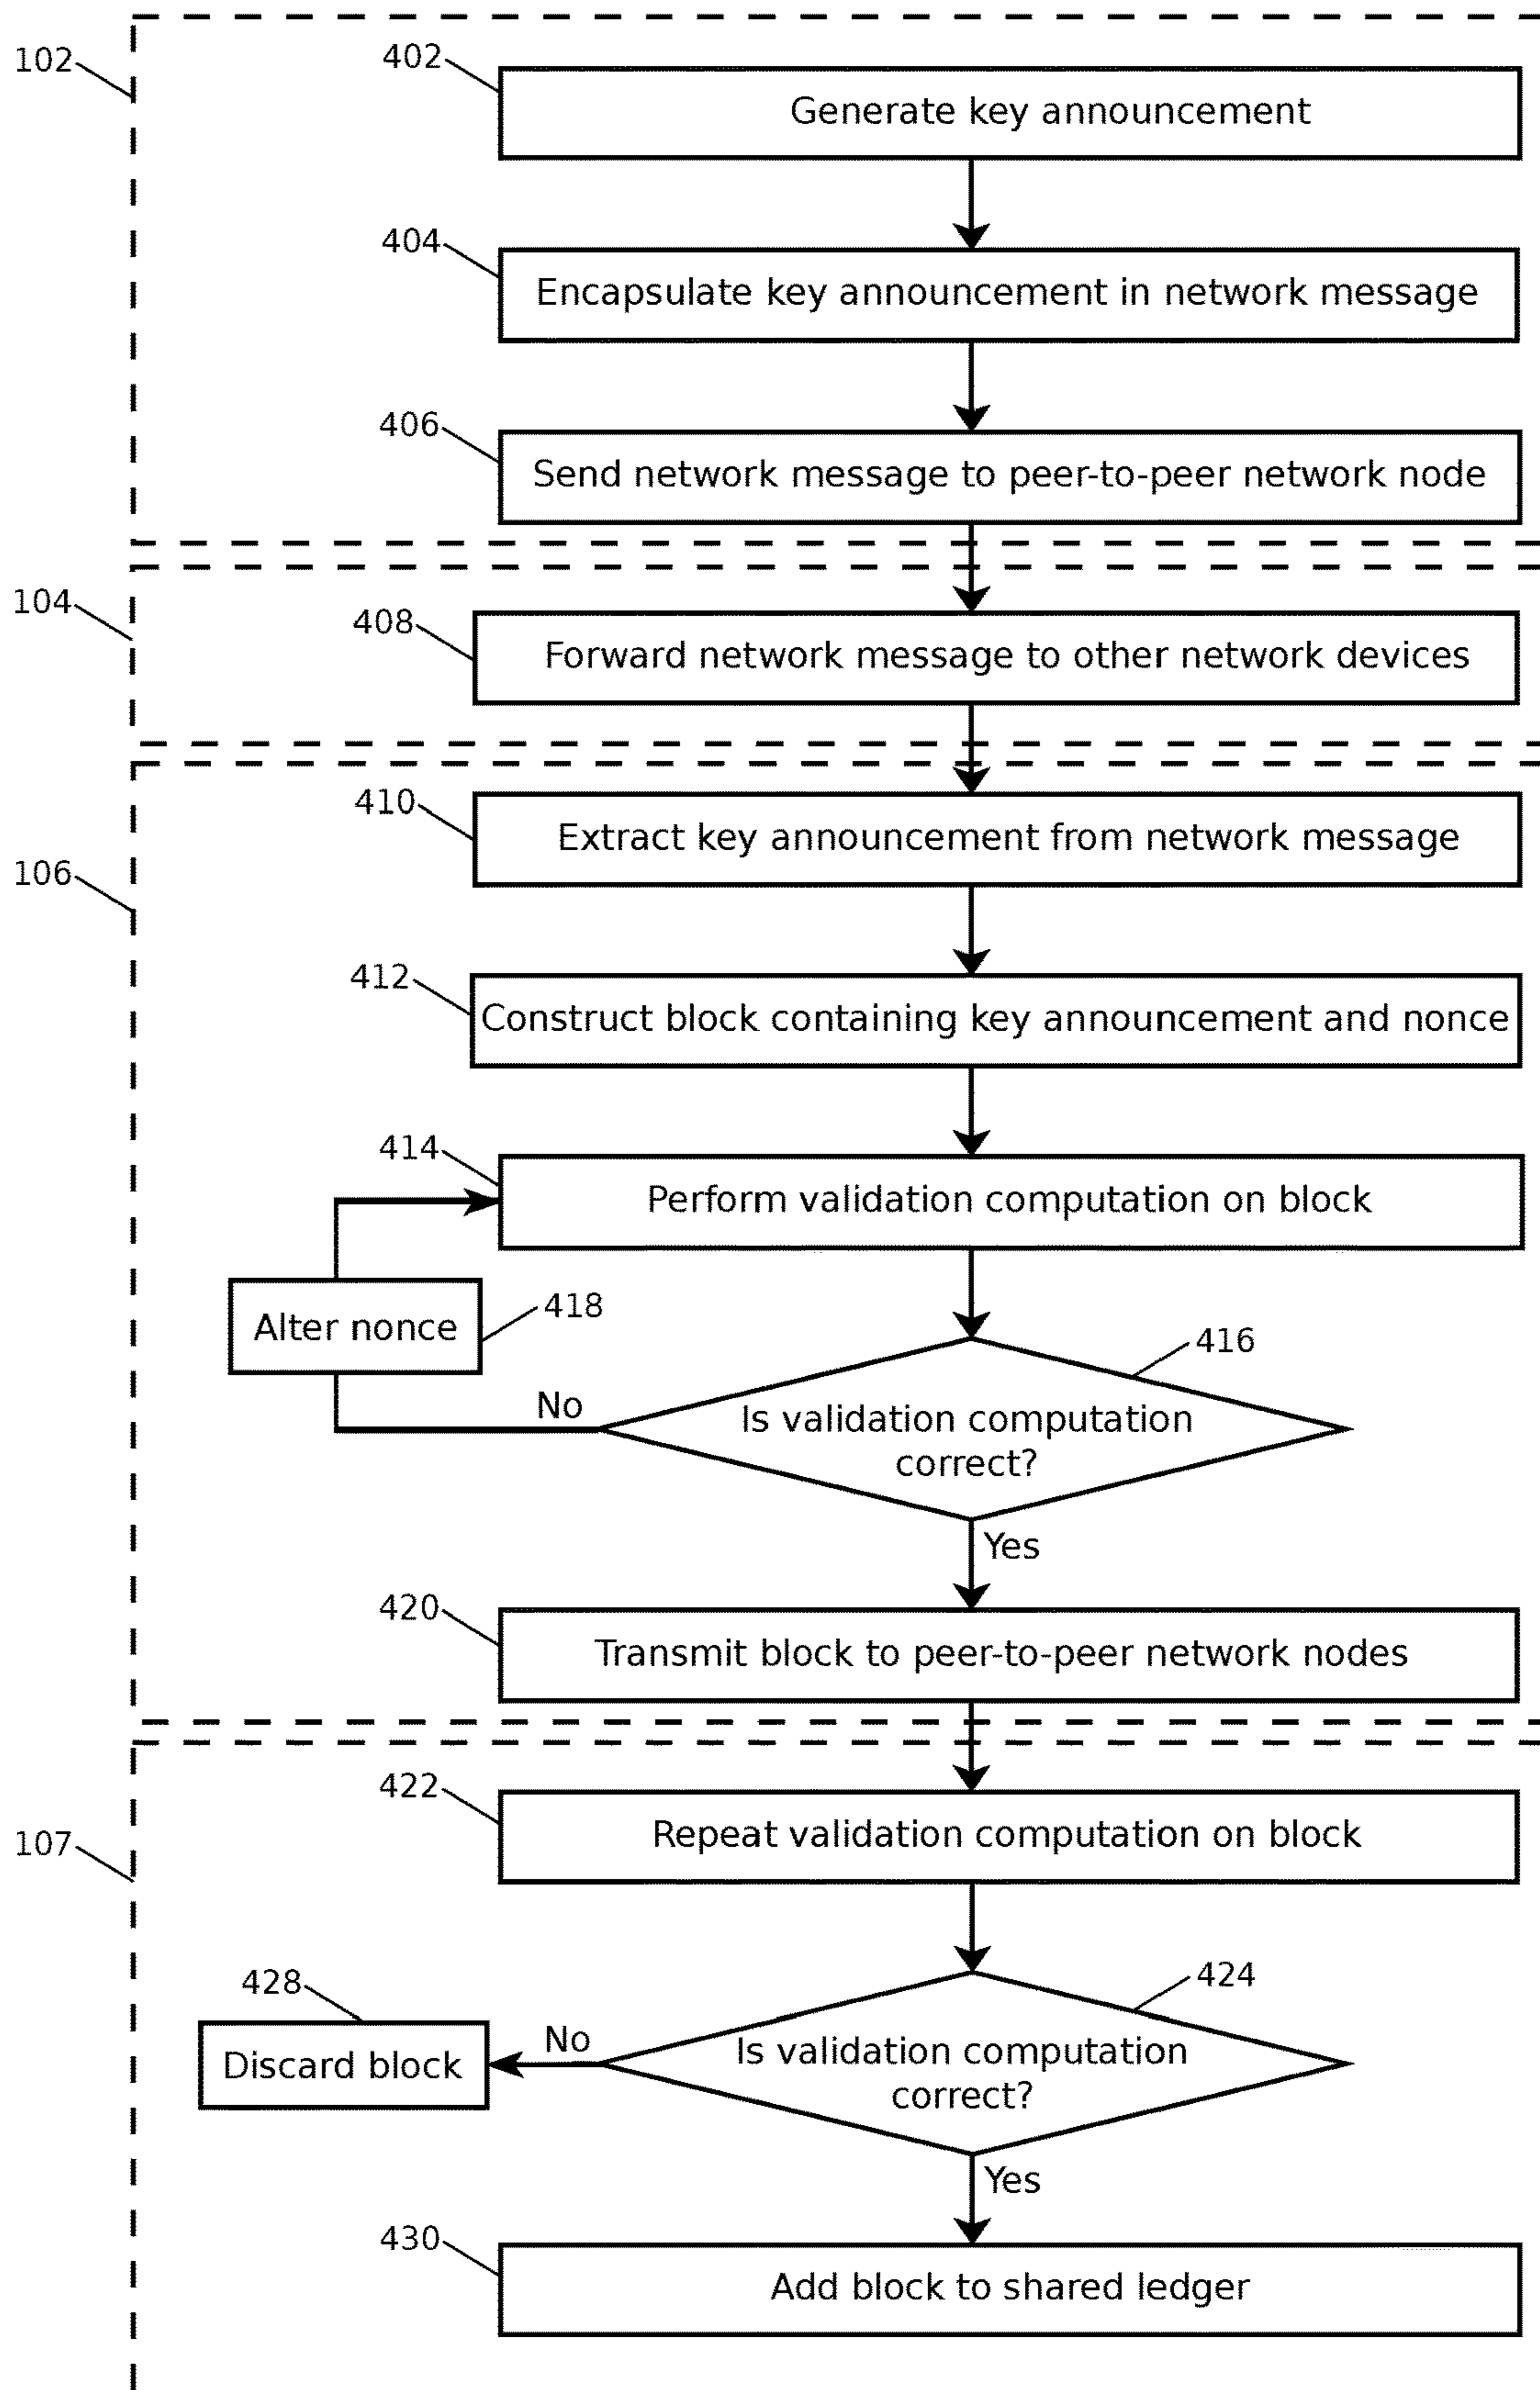 102
402
Generate key announcement
404
Encapsulate key announcement in network message
406
Send network message to peer-to-peer network node
104
408
Forward network message to other network devices
410
Extract key announcement from network message
106
412
Construct block containing key announcement and nonce
414
Perform validation computation on block
Alter nonce
418
416
No
Is validation computation
correct?
Yes
420
Transmit block to peer-to-peer network nodes
422
Repeat validation computation on block
107
428
424
Discard block
No
Is validation computation
correct?
Yes
430
Add block to shared ledger